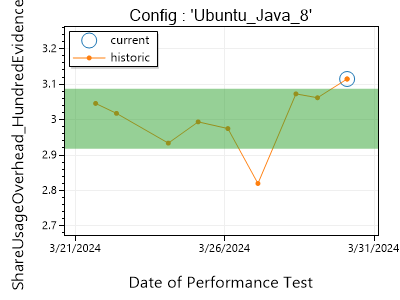 Config : 'Ubuntu_Java_8'
ShareUsageOverhead_HundredEvidence
current
historic
3.2
3.1
3
2.9
2.8
2.7
3/21/2024
3/26/2024
3/31/2024
Date of Performance Test